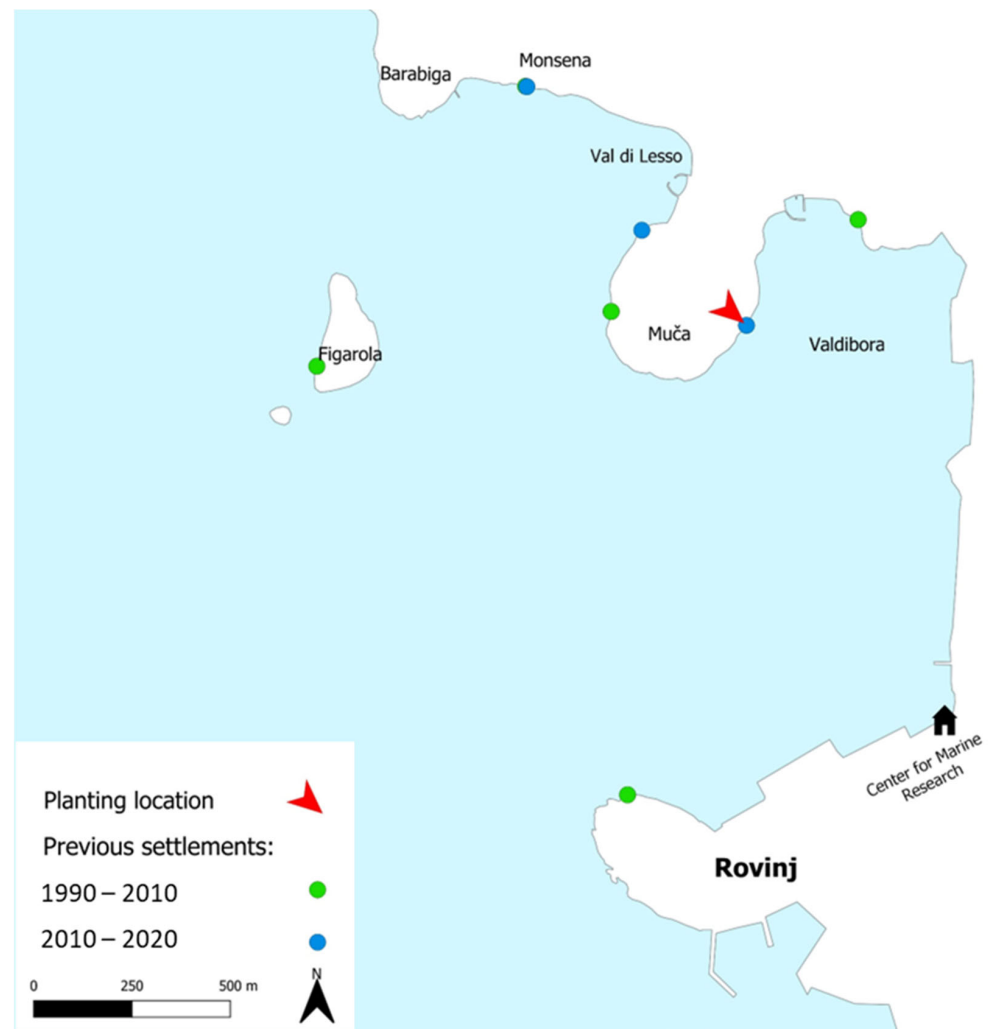 Monsena
Barabiga
Val di Lesso
Muča
Valdibora
Figarola
Center for Marine
Research
Rovinj
Planting location
Previous settlements:
1990 – 2010
2010 – 2020
N
0 250 500 m